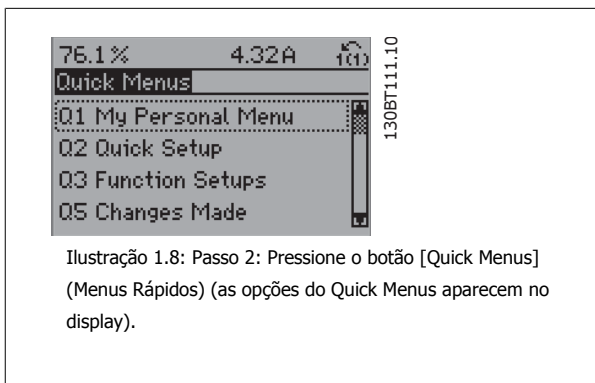 76.1% 4.32A 1(1)
Quick Menus
Q1 My Personal Menu
Q2 Quick Setup
Q3 Function Setups
Q5 Changes Made
130BT111.10
Ilustração 1.8: Passo 2: Pressione o botão [Quick Menus]
(Menus Rápidos) (as opções do Quick Menus aparecem no
display).